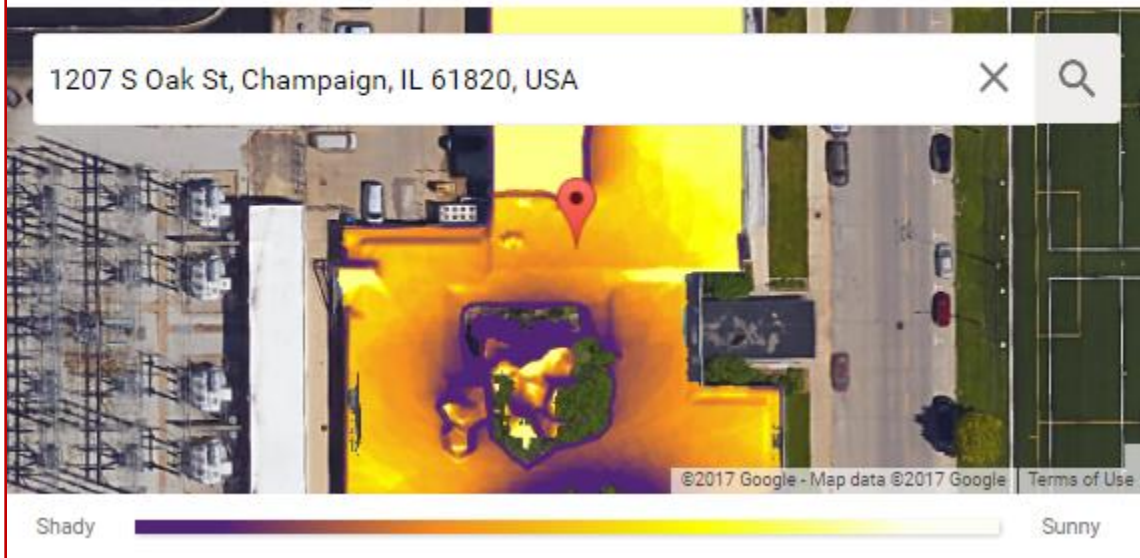 1207 S Oak St, Champaign, IL 61820, USA
©2017 Google - Map data ©2017 Google Terms of Use
Shady Sunny